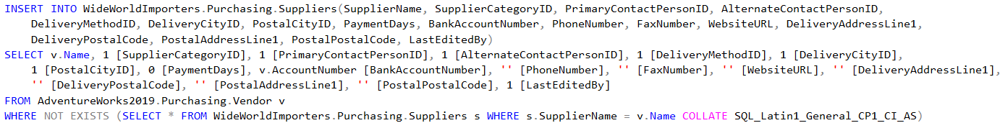 INSERT INTO WideWorldImporters.Purchasing.Suppliers(SupplierName, SupplierCategoryID, PrimaryContactPersonID, AlternateContactPersonID,
DeliveryMethodID, DeliveryCityID, PostalCityID, PaymentDays, BankAccountNumber, PhoneNumber, FaxNumber, WebsiteURL, DeliveryAddressLine1,
DeliveryPostalCode, PostalAddressLine1, PostalPostalCode, LastEditedBy)
SELECT v.Name, 1 [SupplierCategoryID], 1 [PrimaryContactPersonID], 1 [AlternateContactPersonID], 1 [DeliveryMethodID], 1 [DeliveryCityID],
1 [PostalCityID], 0 [PaymentDays], v.AccountNumber [BankAccountNumber], '' [PhoneNumber], '' [FaxNumber], '' [WebsiteURL], '' [DeliveryAddressLine1],
'' [DeliveryPostalCode], '' [PostalAddressLine1], '' [PostalPostalCode], 1 [LastEditedBy]
FROM AdventureWorks2019.Purchasing.Vendor v
WHERE NOT EXISTS (SELECT * FROM WideWorldImporters.Purchasing.Suppliers s WHERE s.SupplierName = v.Name COLLATE SQL_Latin1_General_CP1_CI_AS)